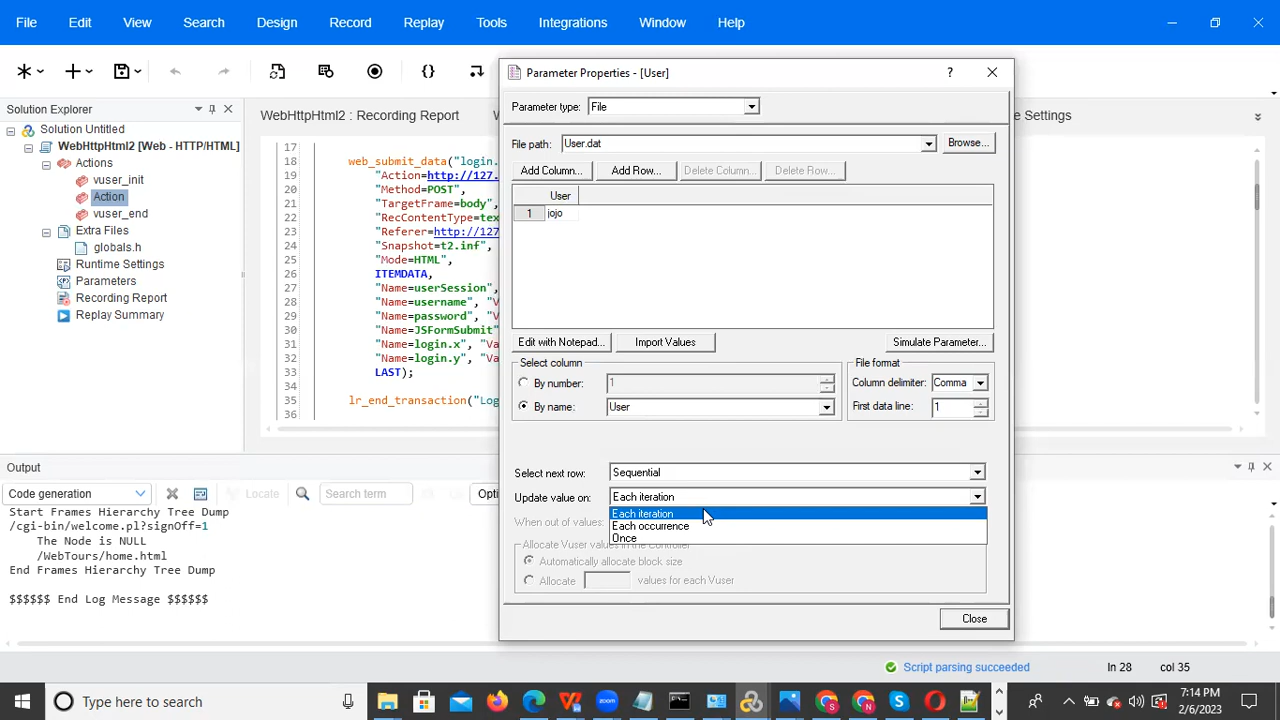 File Edit View Search Design Record Replay Tools Integrations Window Help
Solution Explorer
Solution Untitled
WebHttpHtml2 [Web - HTTP/HTML]
Actions
vuser_init
Action
vuser_end
Extra Files
globals.h
Runtime Settings
Parameters
Recording Report
Replay Summary
WebHttpHtml2 : Recording Report
Settings
17
18 web_submit_data("login.
19 "Action=http://127.
20 "Method=POST",
21 "TargetFrame=body",
22 "RecContentType=tex
23 "Referer=http://127
24 "Snapshot=t2.inf",
25 "Mode=HTML",
26 ITEMDATA,
27 "Name=userSession",
28 "Name=username", "V
29 "Name=password", "V
30 "Name=JSFormSubmit"
31 "Name=login.x", "Va
32 "Name=login.y", "Va
33 LAST);
34
35 lr_end_transaction("Log
36
Parameter Properties - [User]
?
Parameter type: File
File path: User.dat Browse...
Add Column... Add Row... Delete Column... Delete Row...
User
1 jojo
Edit with Notepad... Import Values Simulate Parameter...
Select column
By number: 1
By name: User
File format
Column delimiter: Comma
First data line: 1
Select next row: Sequential
Update value on: Each iteration
Each iteration
When out of values: Each occurrence
Once
Allocate Vuser values in the Controller
Automatically allocate block size
Allocate values for each Vuser
Close
Output
Code generation Locate Search term Opti
Start Frames Hierarchy Tree Dump
/cgi-bin/welcome.pl?signOff=1
The Node is NULL
/WebTours/home.html
End Frames Hierarchy Tree Dump
$$$$$$ End Log Message $$$$$$
Script parsing succeeded ln 28 col 35
Type here to search
7:14 PM
2/6/2023